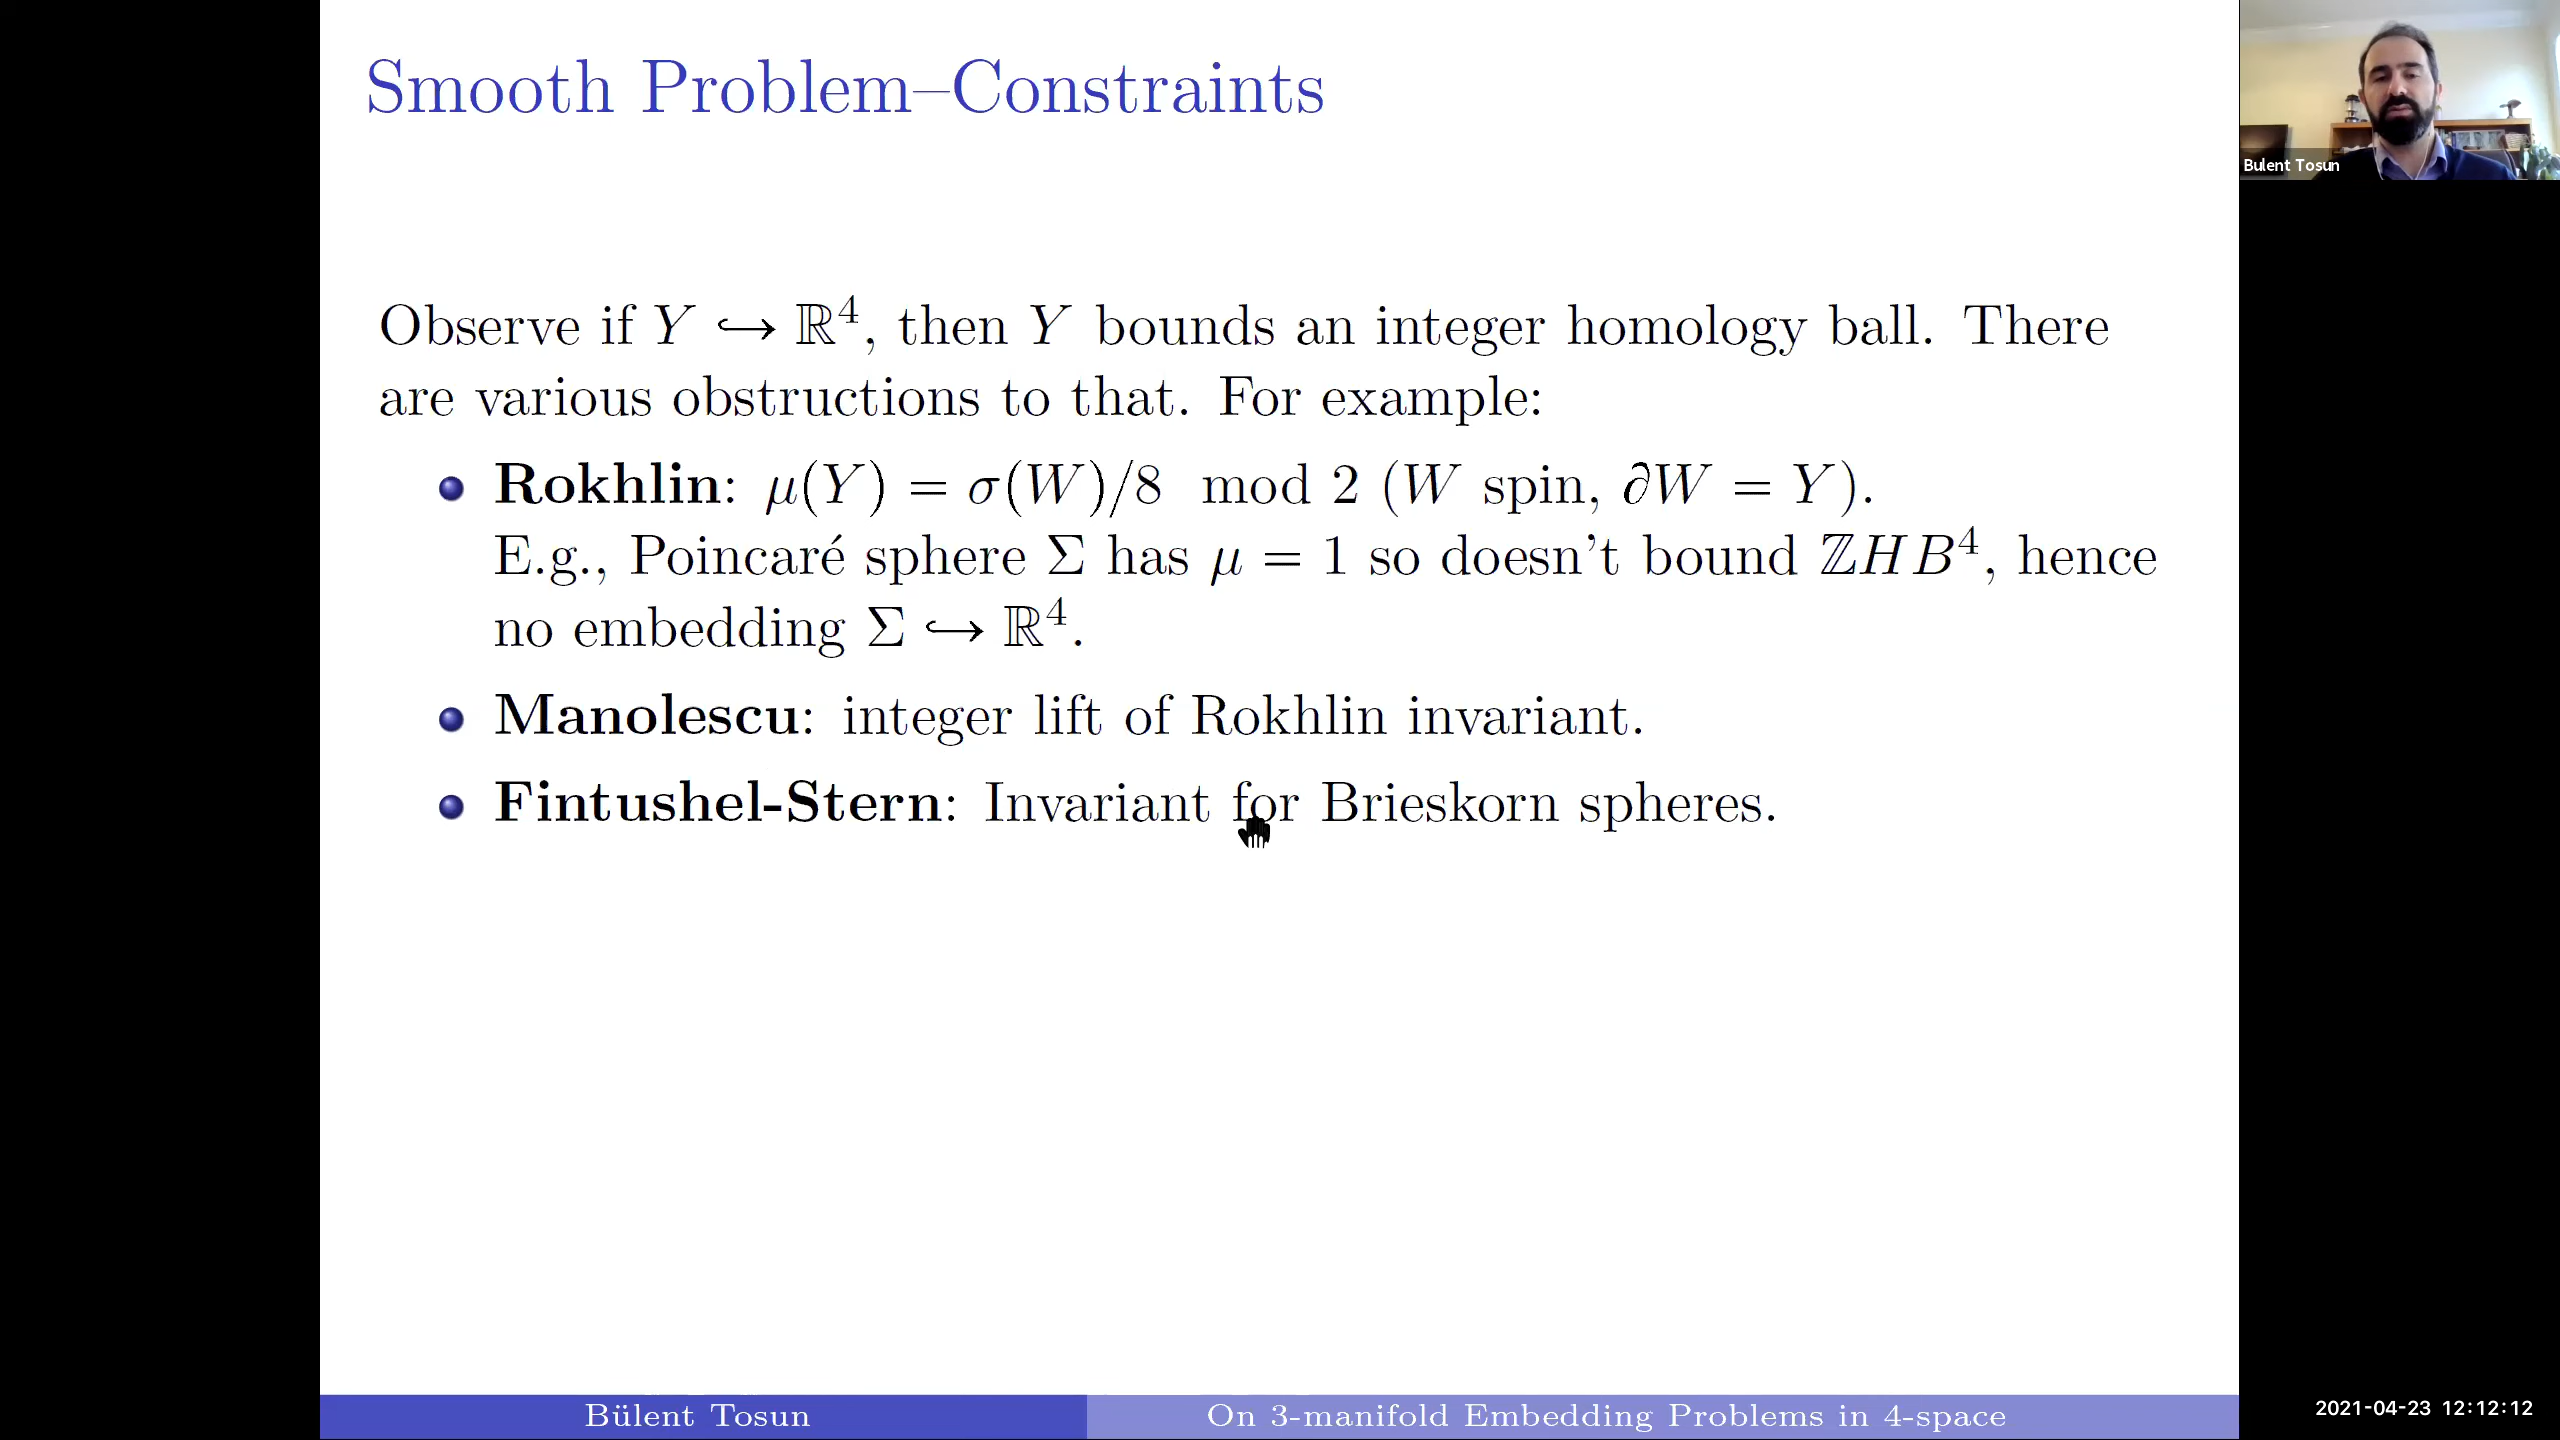 Smooth Problem–Constraints
Bulent Tosun
Observe if Y ↪ ℝ⁴, then Y bounds an integer homology ball. There
are various obstructions to that. For example:
Rokhlin: μ(Y) = σ(W)/8 mod 2 (W spin, ∂W = Y).
E.g., Poincaré sphere Σ has μ = 1 so doesn't bound ℤHB⁴, hence
no embedding Σ ↪ ℝ⁴.
Manolescu: integer lift of Rokhlin invariant.
Fintushel-Stern: Invariant for Brieskorn spheres.
Bülent Tosun
On 3-manifold Embedding Problems in 4-space
2021-04-23 12:12:12